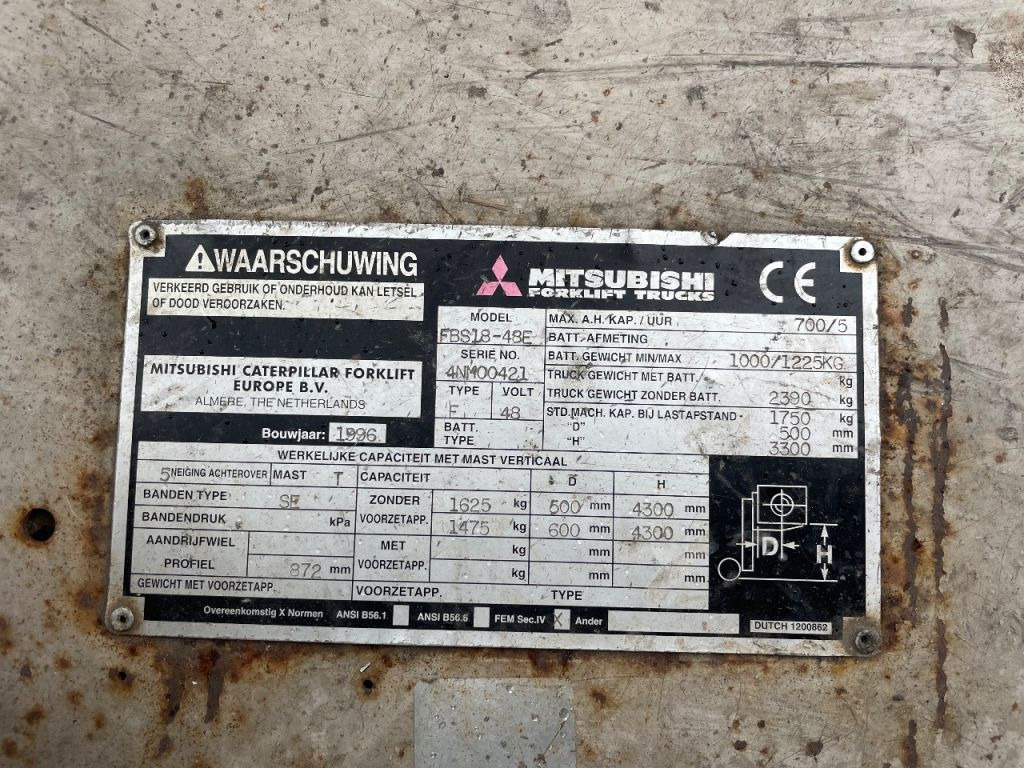 WAARSCHUWING
VERKEERD GEBRUIK OF ONDERHOUD KAN LETSEL
OF DOOD VEROORZAKEN.
MITSUBISHI CATERPILLAR FORKLIFT
EUROPE B.V.
ALMERE, THE NETHERLANDS
Bouwjaar: 1996
MITSUBISHI
FORKLIFT TRUCKS
CE
MODEL
FBS18-48E
SERIE NO.
4NM00421
TYPE VOLT
E 48
BATT.
TYPE
MAX. A.H. KAP. / UUR 700/5
BATT. AFMETING
BATT. GEWICHT MIN/MAX 1000/1225KG
TRUCK GEWICHT MET BATT. kg
TRUCK GEWICHT ZONDER BATT. 2390 kg
STD. MACH. KAP. BIJ LASTAPSTAND 1750 kg
"D" 500 mm
"H" 3300 mm
WERKELIJKE CAPACITEIT MET MAST VERTICAAL
5 NEIGING ACHTEROVER MAST T CAPACITEIT D H
BANDEN TYPE SE ZONDER 1625 kg 500 mm 4300 mm
BANDENDRUK kPa VOORZETAPP. 1475 kg 600 mm 4300 mm
AANDRIJFWIEL MET kg mm mm
PROFIEL 872 mm VOORZETAPP. kg mm mm
GEWICHT MET VOORZETAPP. VOORZETAPP. TYPE
D H
Overeenkomstig X Normen ANSI B56.1 ANSI B56.5 FEM Sec.IV X Ander
DUTCH 1200862